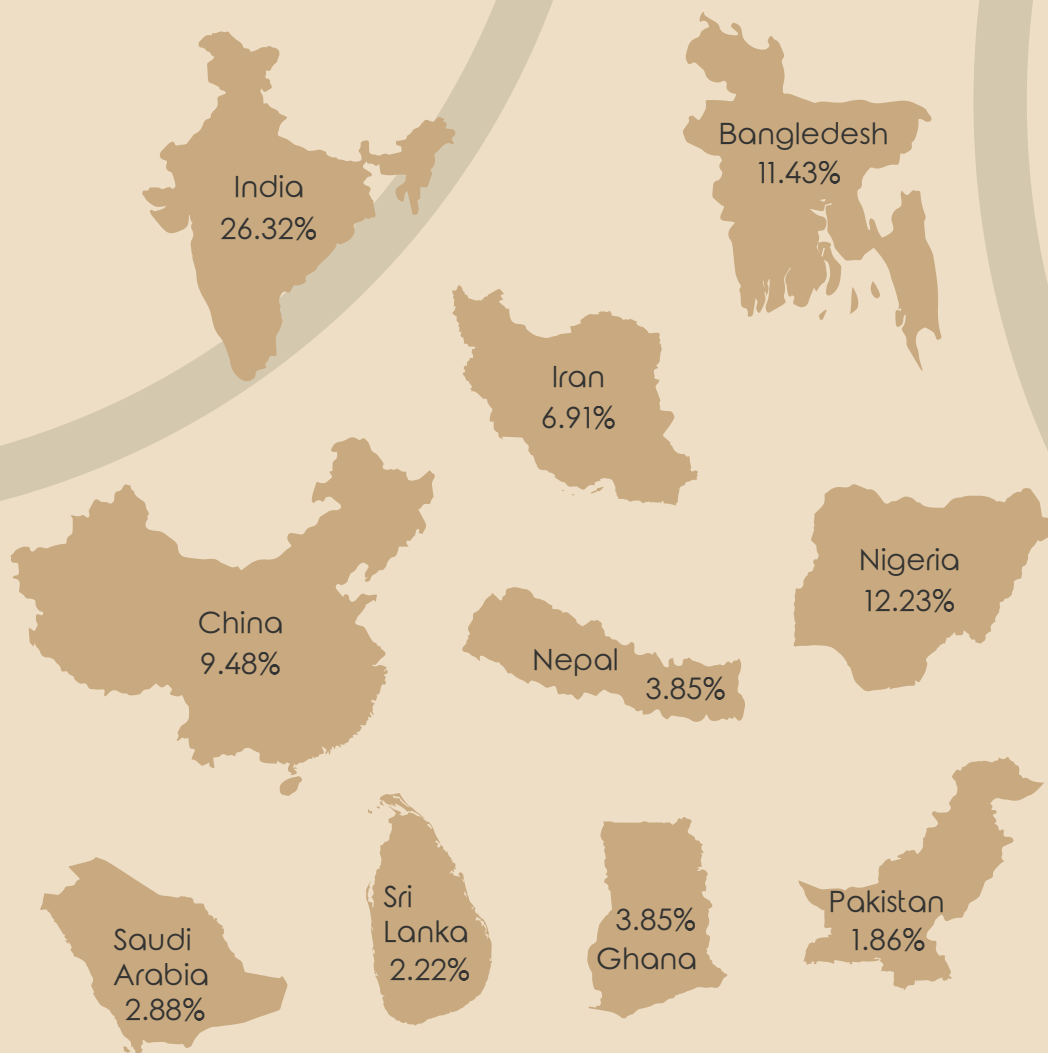 India
26.32%
Bangledesh
11.43%
Iran
6.91%
China
9.48%
Nigeria
12.23%
Nepal
3.85%
Saudi
Arabia
2.88%
Sri
Lanka
2.22%
3.85%
Ghana
Pakistan
1.86%